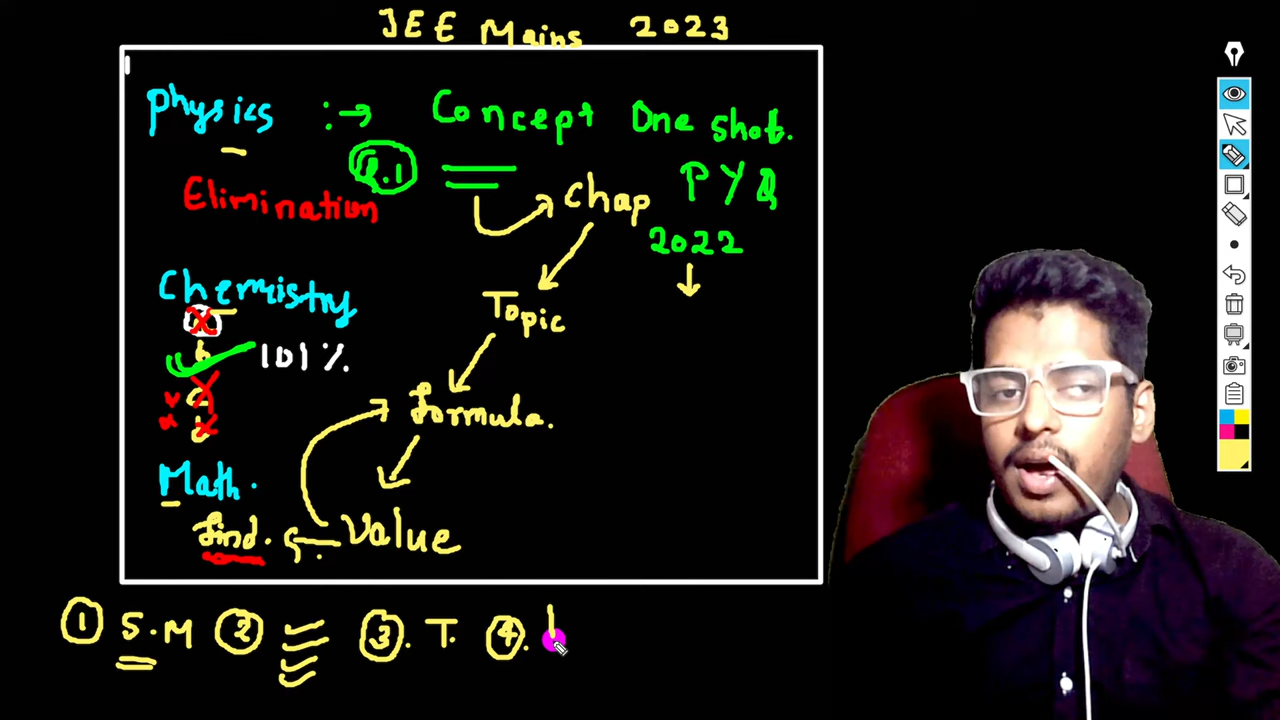 JEE Mains 2023
Physics :→ Concept One shot.
Q.1 Chap PYQ
Elimination
2022
Chemistry
Topic
b 101%
formula.
Math.
find. Value
① S.M ② ③. T. ④.